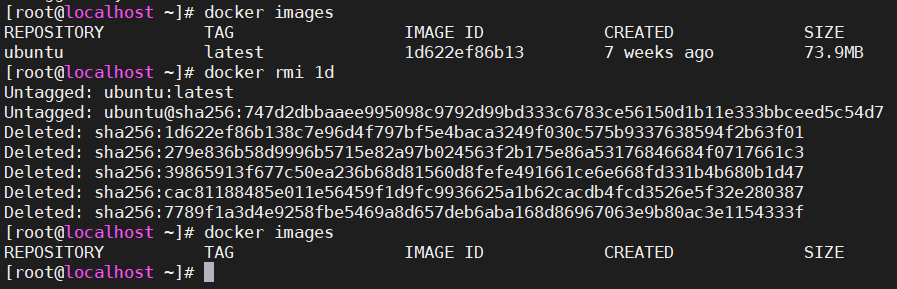 [root@localhost ~]# docker images
REPOSITORY TAG IMAGE ID CREATED SIZE
ubuntu latest 1d622ef86b13 7 weeks ago 73.9MB
[root@localhost ~]# docker rmi 1d
Untagged: ubuntu:latest
Untagged: ubuntu@sha256:747d2dbbaaee995098c9792d99bd333c6783ce56150d1b11e333bbceed5c54d7
Deleted: sha256:1d622ef86b138c7e96d4f797bf5e4baca3249f030c575b9337638594f2b63f01
Deleted: sha256:279e836b58d9996b5715e82a97b024563f2b175e86a53176846684f0717661c3
Deleted: sha256:39865913f677c50ea236b68d81560d8fefe491661ce6e668fd331b4b680b1d47
Deleted: sha256:cac81188485e011e56459f1d9fc9936625a1b62cacdb4fcd3526e5f32e280387
Deleted: sha256:7789f1a3d4e9258fbe5469a8d657deb6aba168d86967063e9b80ac3e1154333f
[root@localhost ~]# docker images
REPOSITORY TAG IMAGE ID CREATED SIZE
[root@localhost ~]#